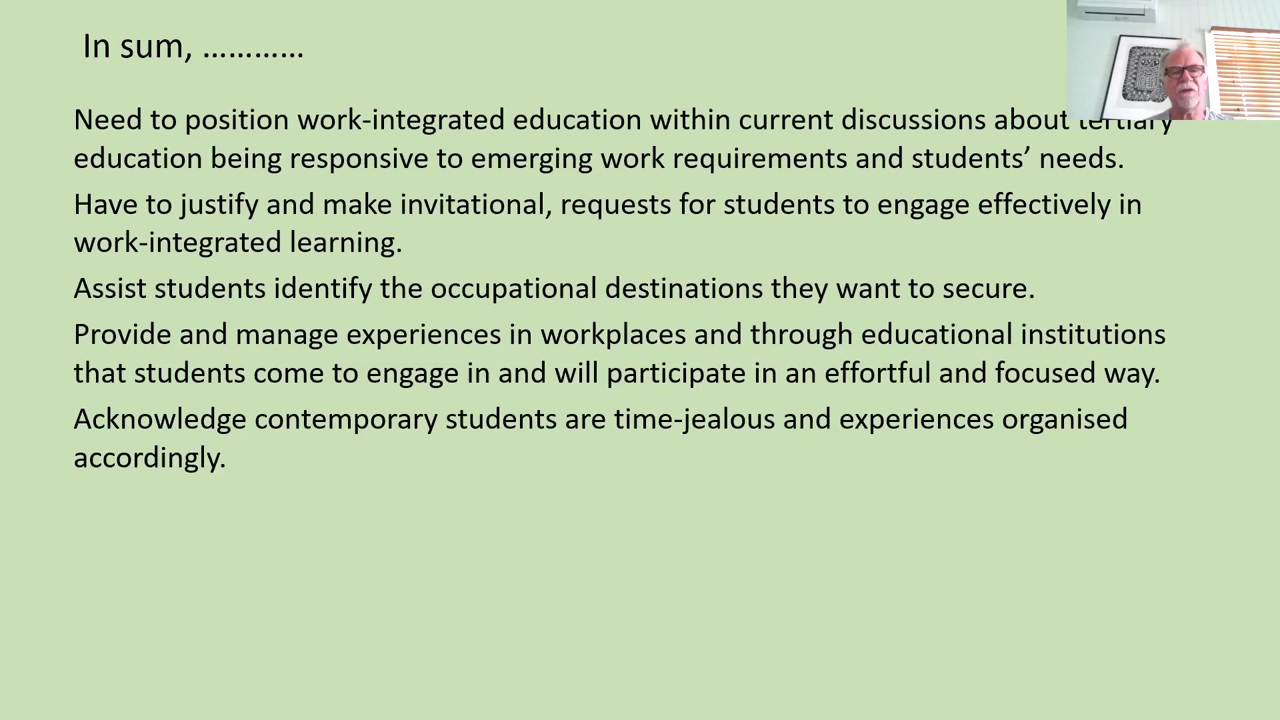 In sum, …………
Need to position work-integrated education within current discussions about tertiary
education being responsive to emerging work requirements and students’ needs.
Have to justify and make invitational, requests for students to engage effectively in
work-integrated learning.
Assist students identify the occupational destinations they want to secure.
Provide and manage experiences in workplaces and through educational institutions
that students come to engage in and will participate in an effortful and focused way.
Acknowledge contemporary students are time-jealous and experiences organised
accordingly.